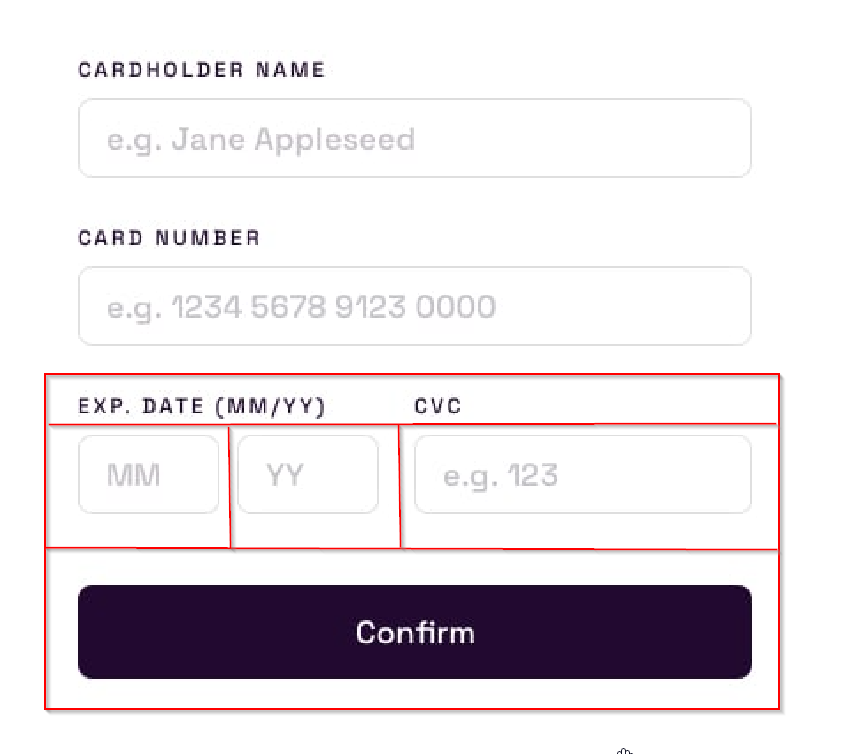 CARDHOLDER NAME
e.g. Jane Appleseed
CARD NUMBER
e.g. 1234 5678 9123 0000
EXP. DATE (MM/YY) CVC
MM YY e.g. 123
Confirm